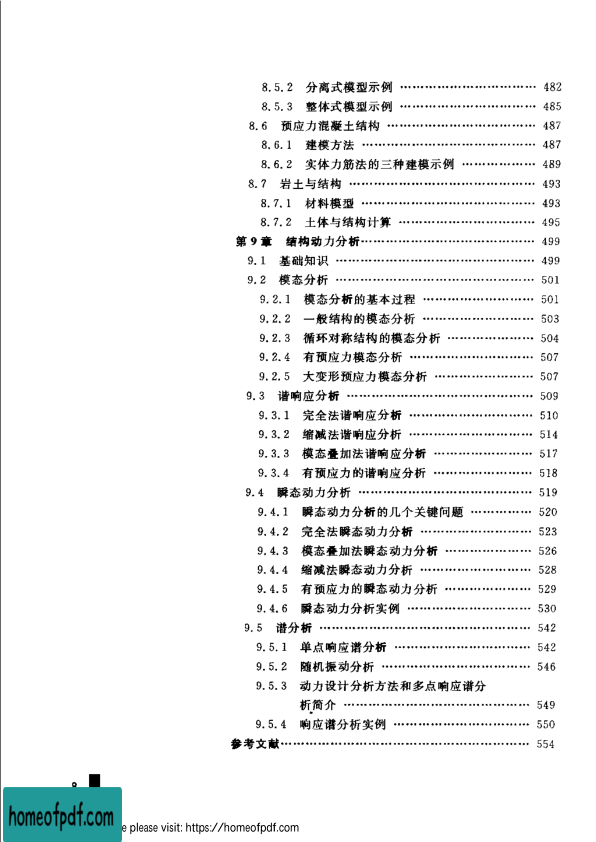 8.5.2 分离式模型示例 …………………………… 482
8.5.3 整体式模型示例 …………………………… 485
8.6 预应力混凝土结构 ……………………………… 487
8.6.1 建模方法 …………………………………… 487
8.6.2 实体力筋法的三种建模示例 ……………… 489
8.7 岩土与结构 ……………………………………… 493
8.7.1 材料模型 …………………………………… 493
8.7.2 土体与结构计算 …………………………… 495
第9章 结构动力分析…………………………………… 499
9.1 基础知识 ………………………………………… 499
9.2 模态分析 ………………………………………… 501
9.2.1 模态分析的基本过程 ……………………… 501
9.2.2 一般结构的模态分析 ……………………… 503
9.2.3 循环对称结构的模态分析 ………………… 504
9.2.4 有预应力模态分析 ………………………… 507
9.2.5 大变形预应力模态分析 …………………… 507
9.3 谐响应分析 ……………………………………… 509
9.3.1 完全法谐响应分析 ………………………… 510
9.3.2 缩减法谐响应分析 ………………………… 514
9.3.3 模态叠加法谐响应分析 …………………… 517
9.3.4 有预应力的谐响应分析 …………………… 518
9.4 瞬态动力分析 …………………………………… 519
9.4.1 瞬态动力分析的几个关键问题 …………… 520
9.4.2 完全法瞬态动力分析 ……………………… 523
9.4.3 模态叠加法瞬态动力分析 ………………… 526
9.4.4 缩减法瞬态动力分析 ……………………… 528
9.4.5 有预应力的瞬态动力分析 ………………… 529
9.4.6 瞬态动力分析实例 ………………………… 530
9.5 谱分析 …………………………………………… 542
9.5.1 单点响应谱分析 …………………………… 542
9.5.2 随机振动分析 ……………………………… 546
9.5.3 动力设计分析方法和多点响应谱分
析简介 ……………………………………… 549
9.5.4 响应谱分析实例 …………………………… 550
参考文献…………………………………………………… 554
homeofpdf.com
e please visit: https://homeofpdf.com